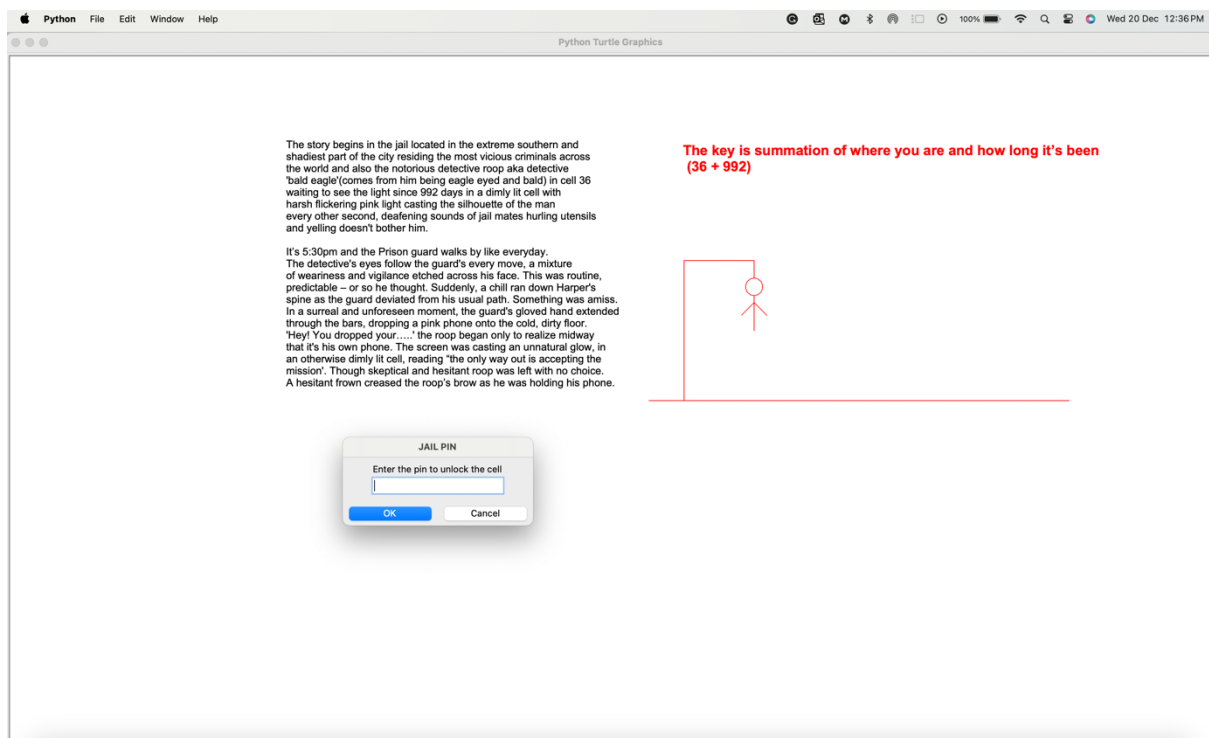 Python File Edit Window Help
100% Wed 20 Dec 12:36 PM
Python Turtle Graphics
The story begins in the jail located in the extreme southern and
shadiest part of the city residing the most vicious criminals across
the world and also the notorious detective roop aka detective
'bald eagle'(comes from him being eagle eyed and bald) in cell 36
waiting to see the light since 992 days in a dimly lit cell with
harsh flickering pink light casting the silhouette of the man
every other second, deafening sounds of jail mates hurling utensils
and yelling doesn't bother him.
It's 5:30pm and the Prison guard walks by like everyday.
The detective's eyes follow the guard's every move, a mixture
of weariness and vigilance etched across his face. This was routine,
predictable – or so he thought. Suddenly, a chill ran down Harper's
spine as the guard deviated from his usual path. Something was amiss.
In a surreal and unforeseen moment, the guard's gloved hand extended
through the bars, dropping a pink phone onto the cold, dirty floor.
'Hey! You dropped your…..' the roop began only to realize midway
that it's his own phone. The screen was casting an unnatural glow, in
an otherwise dimly lit cell, reading "the only way out is accepting the
mission'. Though skeptical and hesitant roop was left with no choice.
A hesitant frown creased the roop's brow as he was holding his phone.
The key is summation of where you are and how long it's been
(36 + 992)
JAIL PIN
Enter the pin to unlock the cell
OK Cancel